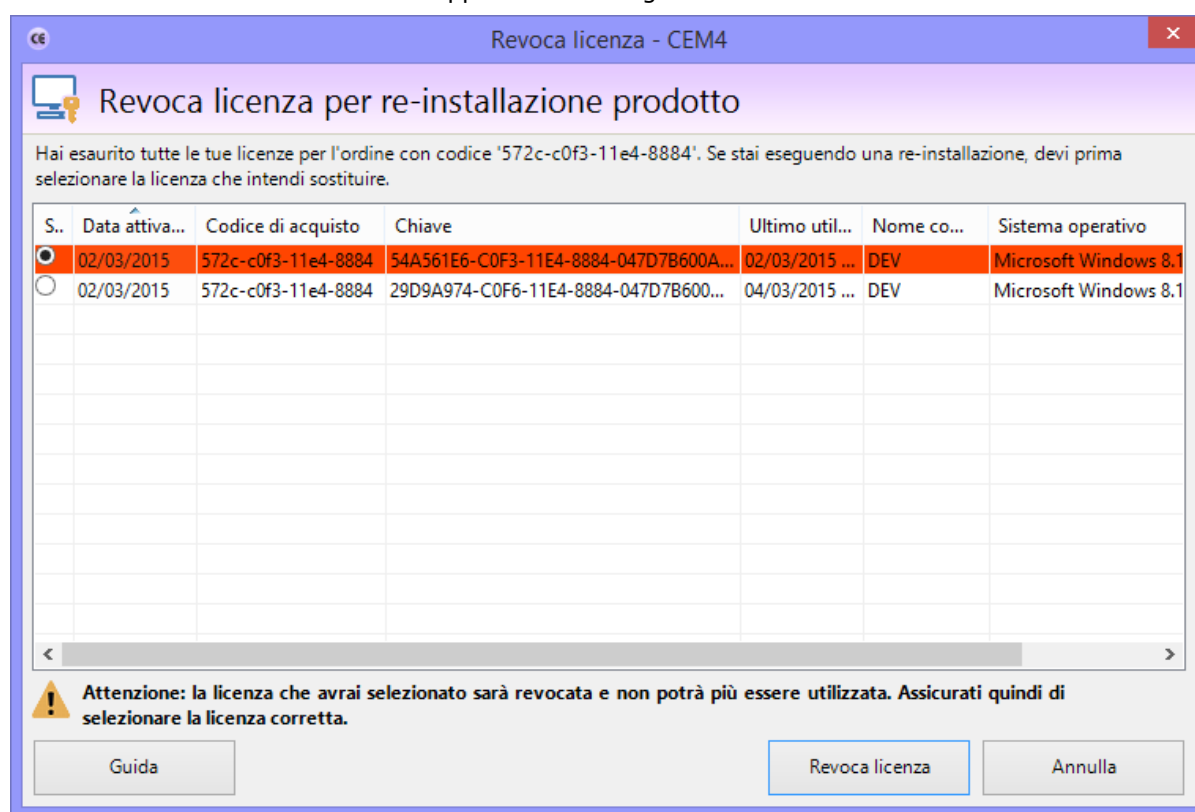 CE Revoca licenza - CEM4 ×
Revoca licenza per re-installazione prodotto
Hai esaurito tutte le tue licenze per l'ordine con codice '572c-c0f3-11e4-8884'. Se stai eseguendo una re-installazione, devi prima
selezionare la licenza che intendi sostituire.
S.. Data attiva... Codice di acquisto Chiave Ultimo util... Nome co... Sistema operativo
02/03/2015 572c-c0f3-11e4-8884 54A561E6-C0F3-11E4-8884-047D7B600A... 02/03/2015 ... DEV Microsoft Windows 8.1
02/03/2015 572c-c0f3-11e4-8884 29D9A974-C0F6-11E4-8884-047D7B600... 04/03/2015 ... DEV Microsoft Windows 8.1
Attenzione: la licenza che avrai selezionato sarà revocata e non potrà più essere utilizzata. Assicurati quindi di
selezionare la licenza corretta.
Guida Revoca licenza Annulla